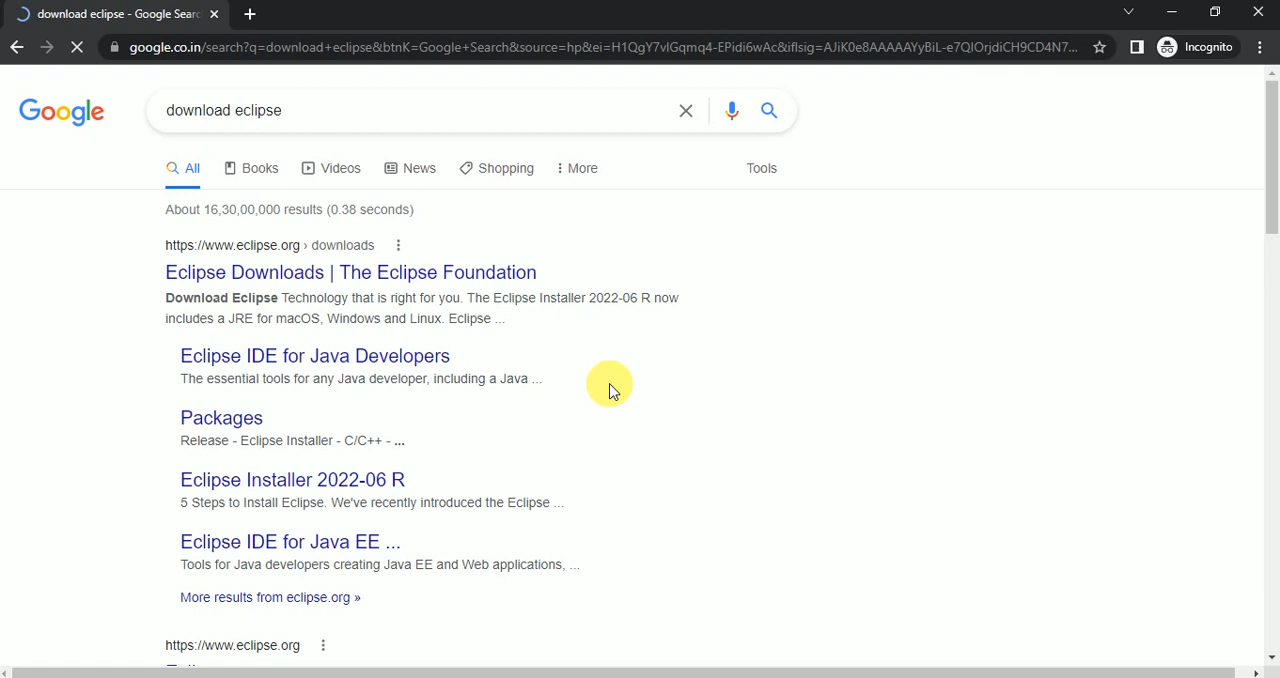 download eclipse - Google Sear
google.co.in/search?q=download+eclipse&btnK=Google+Search&source=hp&ei=H1QgY7vlGqmq4-EPidi6wAc&iflsig=AJiK0e8AAAAAYyBiL-e7QIOrjdiCH9CD4N7...
Incognito
Google
download eclipse
All Books Videos News Shopping More Tools
About 16,30,00,000 results (0.38 seconds)
https://www.eclipse.org › downloads
Eclipse Downloads | The Eclipse Foundation
Download Eclipse Technology that is right for you. The Eclipse Installer 2022-06 R now
includes a JRE for macOS, Windows and Linux. Eclipse ...
Eclipse IDE for Java Developers
The essential tools for any Java developer, including a Java ...
Packages
Release - Eclipse Installer - C/C++ - ...
Eclipse Installer 2022-06 R
5 Steps to Install Eclipse. We've recently introduced the Eclipse ...
Eclipse IDE for Java EE ...
Tools for Java developers creating Java EE and Web applications, ...
More results from eclipse.org »
https://www.eclipse.org